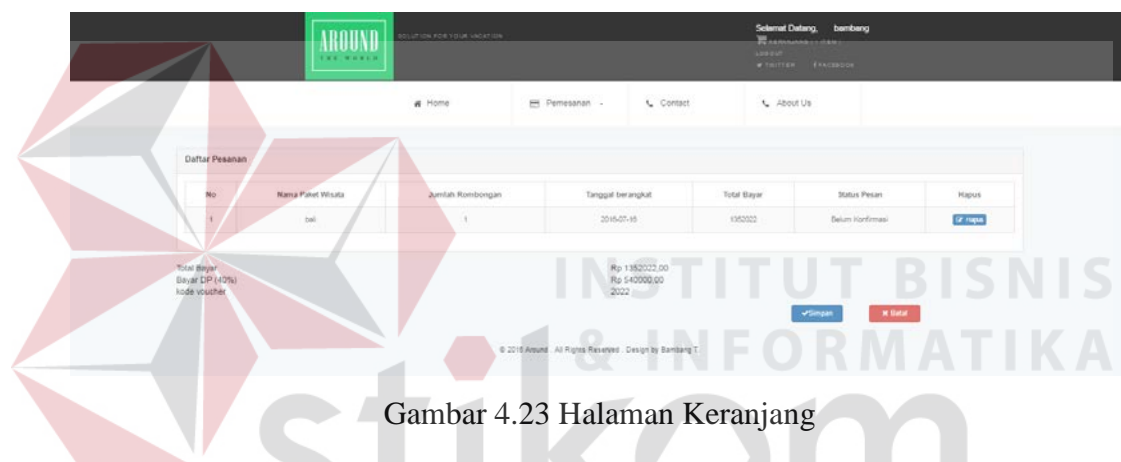 AROUND
THE WORLD
SOLUTION FOR YOUR VACATION
Selamat Datang, bambang
KERANJANG ( 1 ITEM )
LOGOUT
TWITTER FACEBOOK
Home Pemesanan Contact About Us
Daftar Pesanan
No Nama Paket Wisata Jumlah Rombongan Tanggal berangkat Total Bayar Status Pesan Hapus
1 bali 1 2016-07-16 1352022 Belum Konfirmasi hapus
Total Bayar Rp 1352022,00
Bayar DP (40%) Rp 540000,00
kode voucher 2022
Simpan Batal
© 2016 Around . All Rights Reserved . Design by Bambang T.
INSTITUT BISNIS
& INFORMATIKA
stikom
Gambar 4.23 Halaman Keranjang